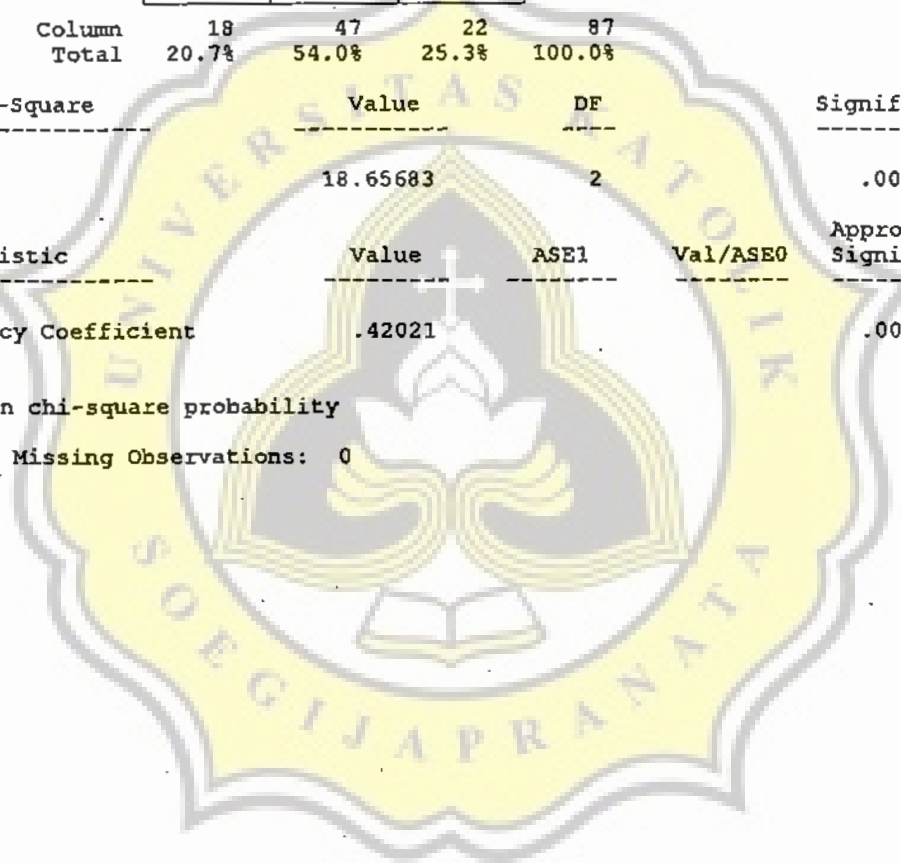 Column 18 47 22 87
Total 20.7% 54.0% 25.3% 100.0%
-Square Value DF Signif
18.65683 2 .00
Appro
istic Value ASE1 Val/ASE0 Signi
cy Coefficient .42021 .00
n chi-square probability
Missing Observations: 0
UNIVERSITAS KATOLIK
SOEGIJAPRANATA